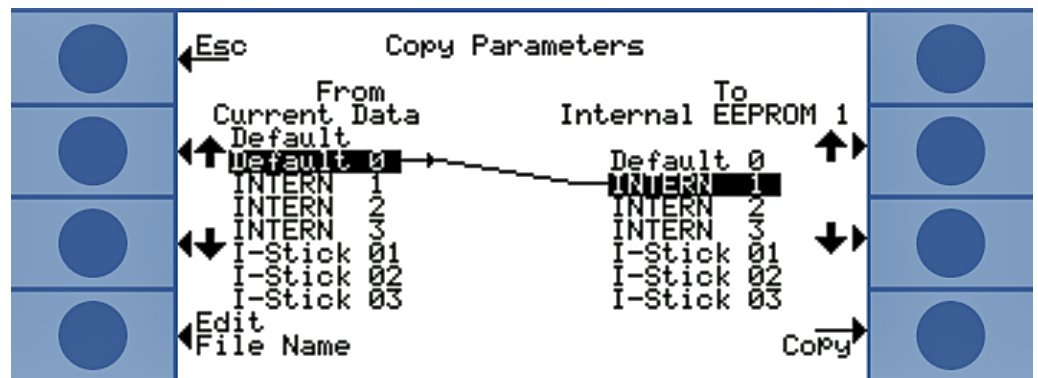 Esc
Copy Parameters
From
Current Data
Default
Default 0
INTERN 1
INTERN 2
INTERN 3
I-Stick 01
I-Stick 02
I-Stick 03
To
Internal EEPROM 1
Default 0
INTERN 1
INTERN 2
INTERN 3
I-Stick 01
I-Stick 02
I-Stick 03
Edit
File Name
Copy